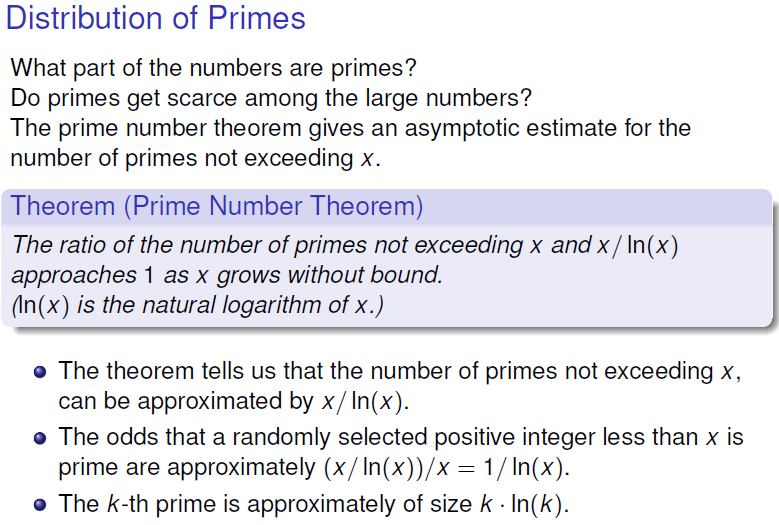 Distribution of Primes
What part of the numbers are primes?
Do primes get scarce among the large numbers?
The prime number theorem gives an asymptotic estimate for the
number of primes not exceeding x.
Theorem (Prime Number Theorem)
The ratio of the number of primes not exceeding x and x/ ln(x)
approaches 1 as x grows without bound.
(ln(x) is the natural logarithm of x.)
The theorem tells us that the number of primes not exceeding x,
can be approximated by x/ ln(x).
The odds that a randomly selected positive integer less than x is
prime are approximately (x/ ln(x))/x = 1/ ln(x).
The k-th prime is approximately of size k · ln(k).